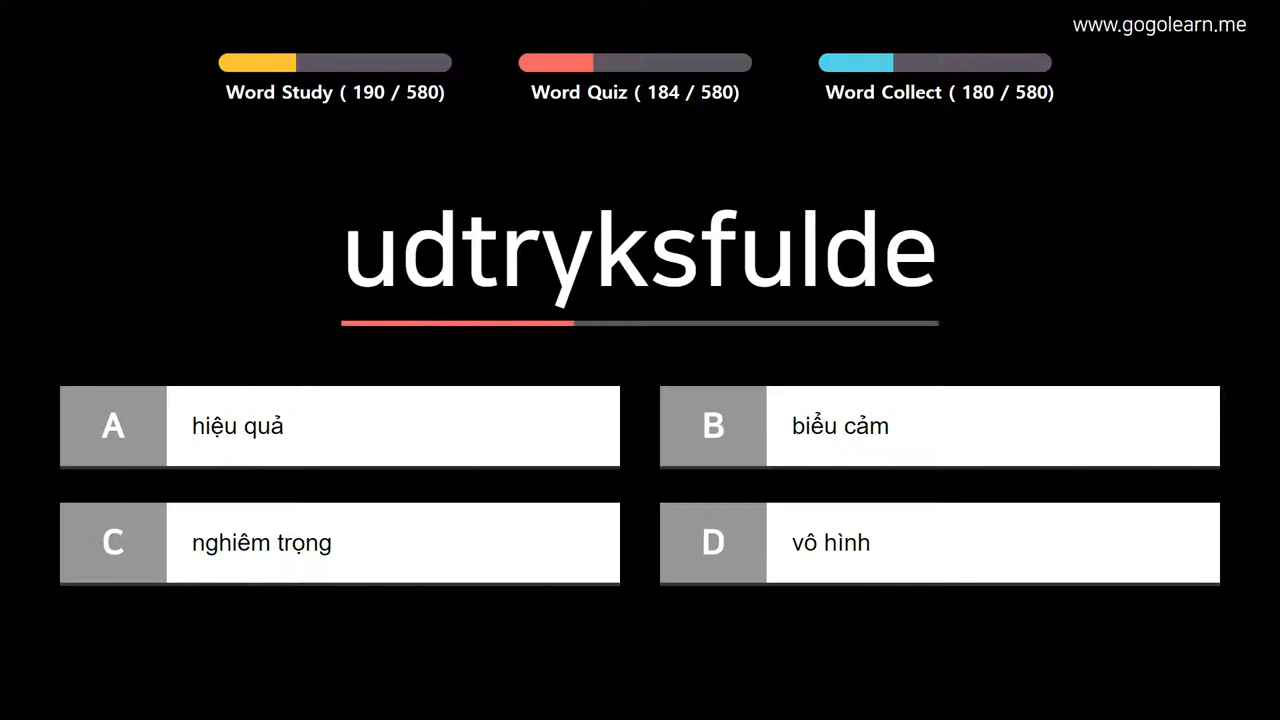 www.gogolearn.me
Word Study ( 190 / 580)
Word Quiz ( 184 / 580)
Word Collect ( 180 / 580)
udtryksfulde
A hiệu quả
B biểu cảm
C nghiêm trọng
D vô hình